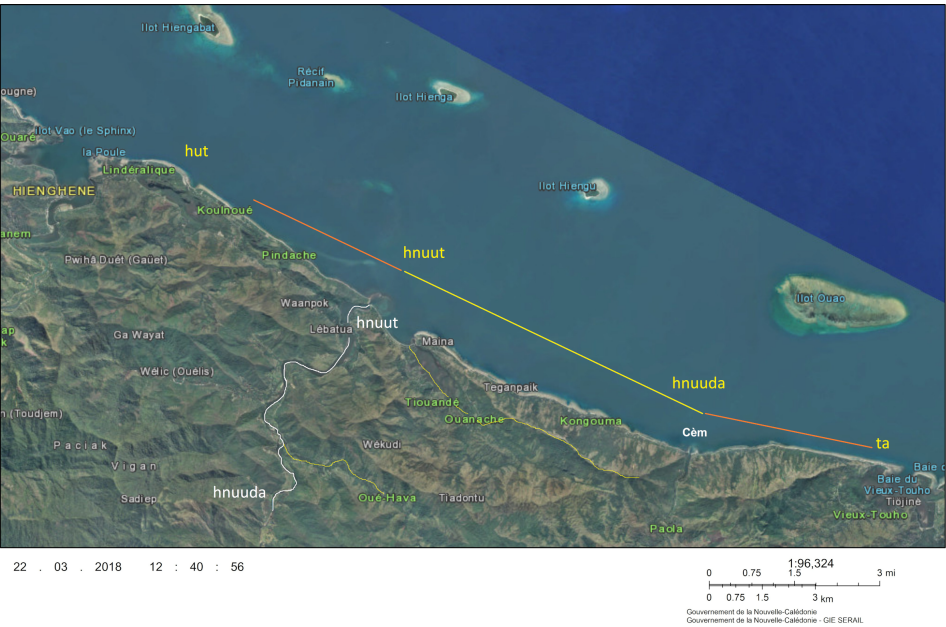 Ilot Hiengabat
Récif
Pidanain
Ilot Hienga
ougne)
Ouaré
Ilot Vao (le Sphinx)
la Poule
hut
Lindéralique
HIENGHENE
Ilot Hiengu
Koulnoué
anem
hnuut
Pindache
Pwihâ Duét (Gaüet)
Ilot Ouao
Waanpok
hnuut
Lébatua
ap
k
Ga Wayat
Maina
Wélic (Ouélis)
hnuuda
Teganpaik
Tiouandé
n (Toudjem)
Ouanache
Kongouma
Cèm
Paciak
Wékudi
ta
Vigan
Baie d
Baie du
Vieux-Touho
hnuuda
Sadiep
Oué-Hava
Tiadontu
Tiojiné
Vieux-Touho
Paola
22 . 03 . 2018 12 : 40 : 56
1:96,324
0 0.75 1.5 3 mi
0 0.75 1.5 3 km
Gouvernement de la Nouvelle-Calédonie
Gouvernement de la Nouvelle-Calédonie - GIE SERAIL